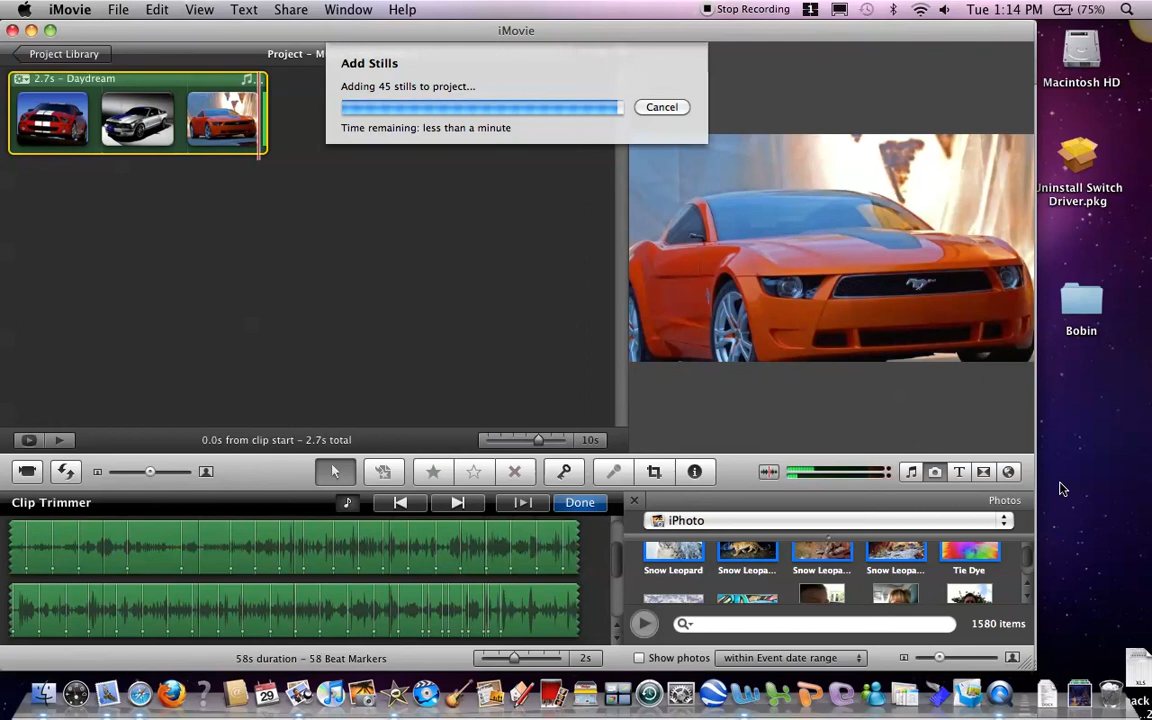 iMovie File Edit View Text Share Window Help
Stop Recording 1 Tue 1:14 PM (75%)
iMovie
Project Library
Project - M
Add Stills
Adding 45 stills to project...
Cancel
Time remaining: less than a minute
2.7s - Daydream
Macintosh HD
Uninstall Switch
Driver.pkg
Bobin
0.0s from clip start - 2.7s total
10s
Clip Trimmer
Done
Photos
iPhoto
Snow Leopard Snow Leopa... Snow Leopa... Snow Leopa... Tie Dye
1580 items
58s duration - 58 Beat Markers
2s
Show photos within Event date range
29
XLS